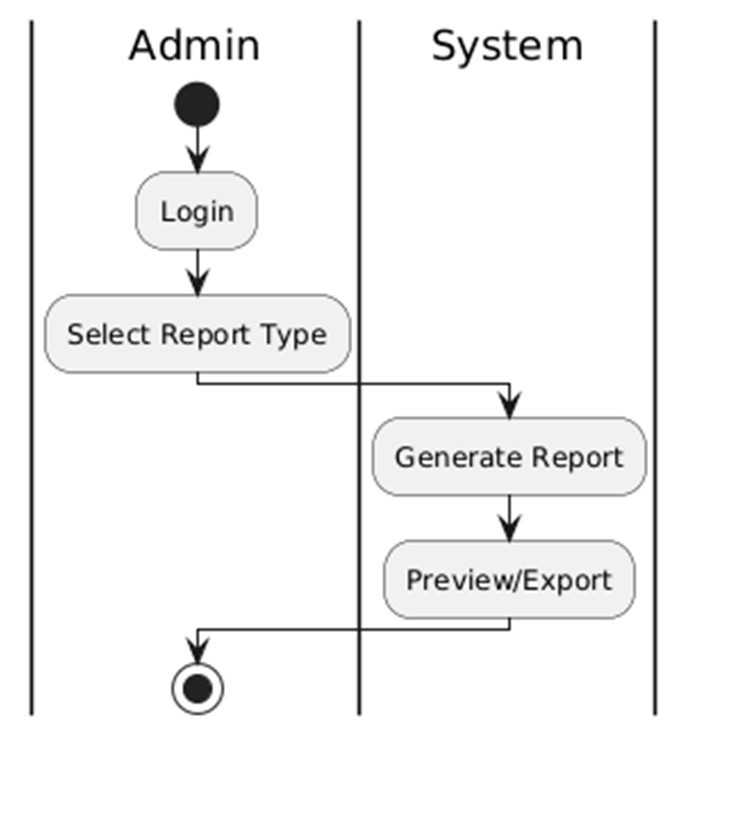 Admin
System
Login
Select Report Type
Generate Report
Preview/Export